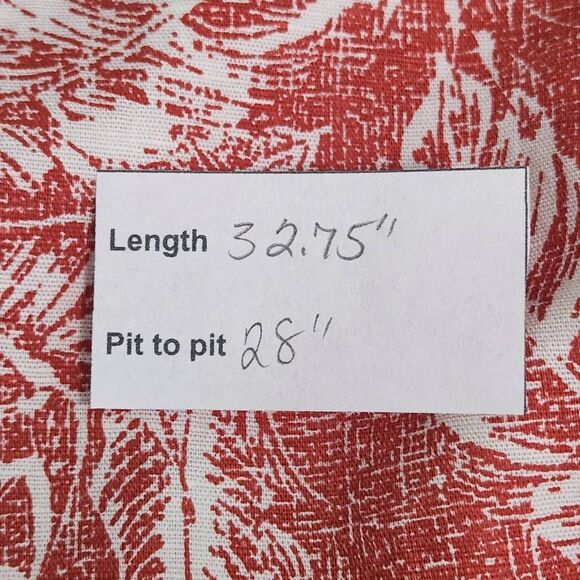 Length 32.75"
Pit to pit 28"